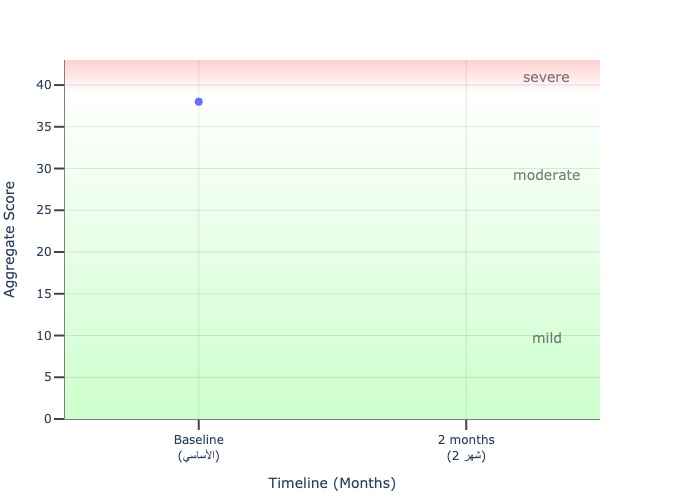 severe
40
35
30
moderate
25
20
15
10
mild
5
0
Aggregate Score
Baseline
(الأساسي)
2 months
(2 شهر)
Timeline (Months)